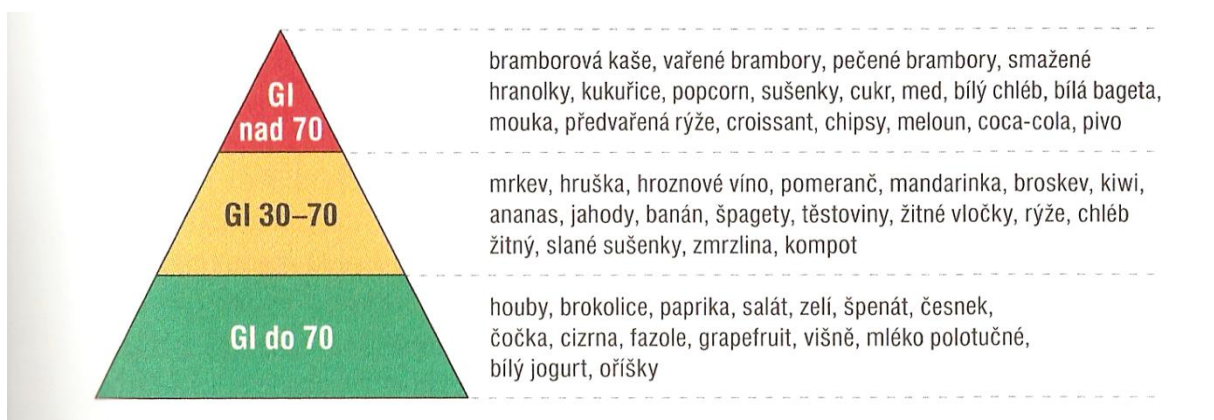 GI
nad 70
bramborová kaše, vařené brambory, pečené brambory, smažené
hranolky, kukuřice, popcorn, sušenky, cukr, med, bílý chléb, bílá bageta,
mouka, předvařená rýže, croissant, chipsy, meloun, coca-cola, pivo
GI 30–70
mrkev, hruška, hroznové víno, pomeranč, mandarinka, broskev, kiwi,
ananas, jahody, banán, špagety, těstoviny, žitné vločky, rýže, chléb
žitný, slané sušenky, zmrzlina, kompot
GI do 70
houby, brokolice, paprika, salát, zelí, špenát, česnek,
čočka, cizrna, fazole, grapefruit, višně, mléko polotučné,
bílý jogurt, oříšky